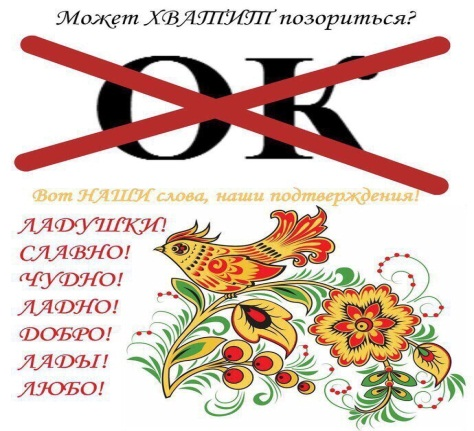 Может ХВАТИТ позориться?
ОК
Вот НАШИ слова, наши подтверждения!
ЛАДУШКИ!
СЛАВНО!
ЧУДНО!
ЛАДНО!
ДОБРО!
ЛАДЫ!
ЛЮБО!